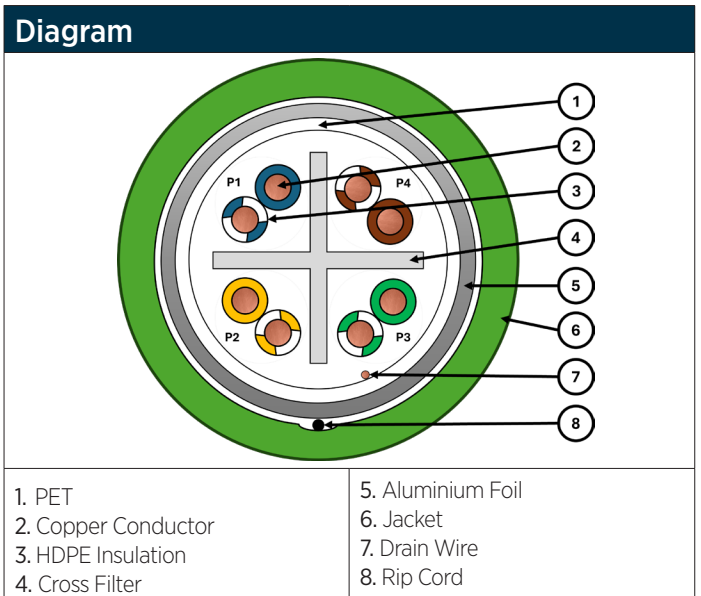 Diagram
1
P1
P4
2
3
4
5
P2
P3
6
7
8
1. PET
2. Copper Conductor
3. HDPE Insulation
4. Cross Filter
5. Aluminium Foil
6. Jacket
7. Drain Wire
8. Rip Cord